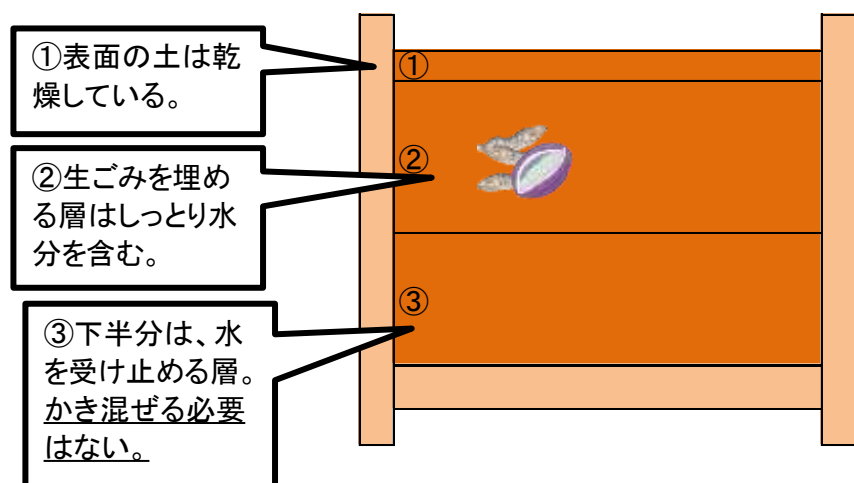 ①表面の土は乾
燥している。
②生ごみを埋め
る層はしっとり水
分を含む。
③下半分は、水
を受け止める層。
かき混ぜる必要
はない。
①
②
③